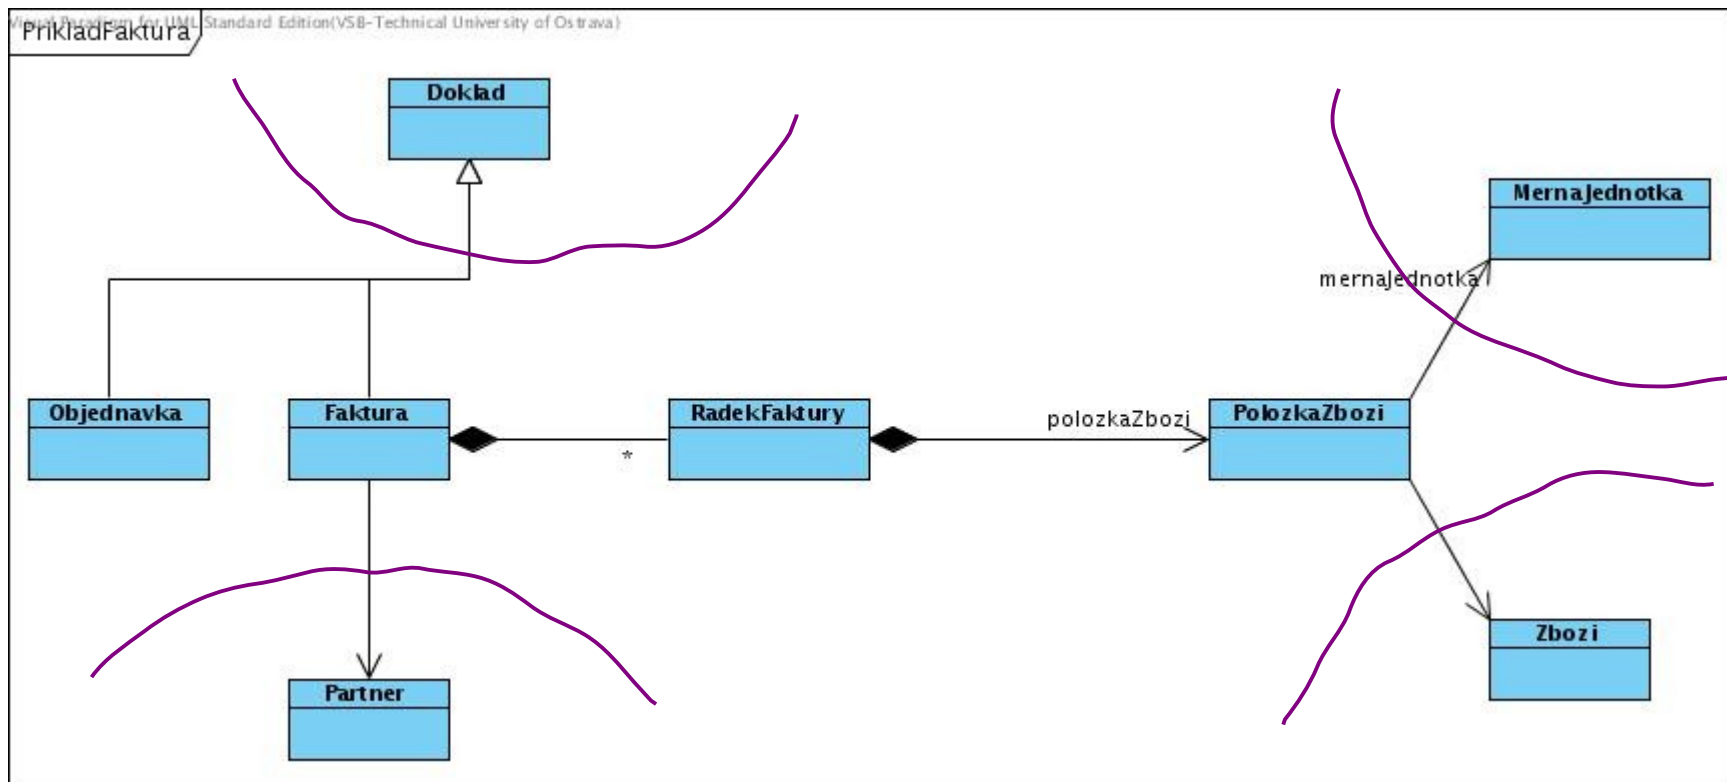 Visual Paradigm for UML Standard Edition(VSB-Technical University of Ostrava)
PrikladFaktura
Doklad
MernaJednotka
mernaJednotka
Objednavka
Faktura
*
RadekFaktury
polozkaZbozi
PolozkaZbozi
Partner
Zbozi